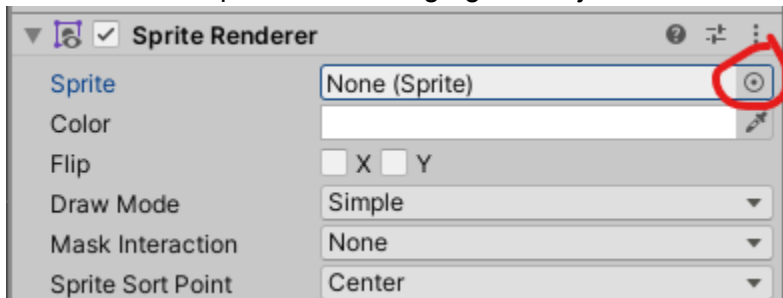 Sprite Renderer
Sprite None (Sprite)
Color
Flip X Y
Draw Mode Simple
Mask Interaction None
Sprite Sort Point Center